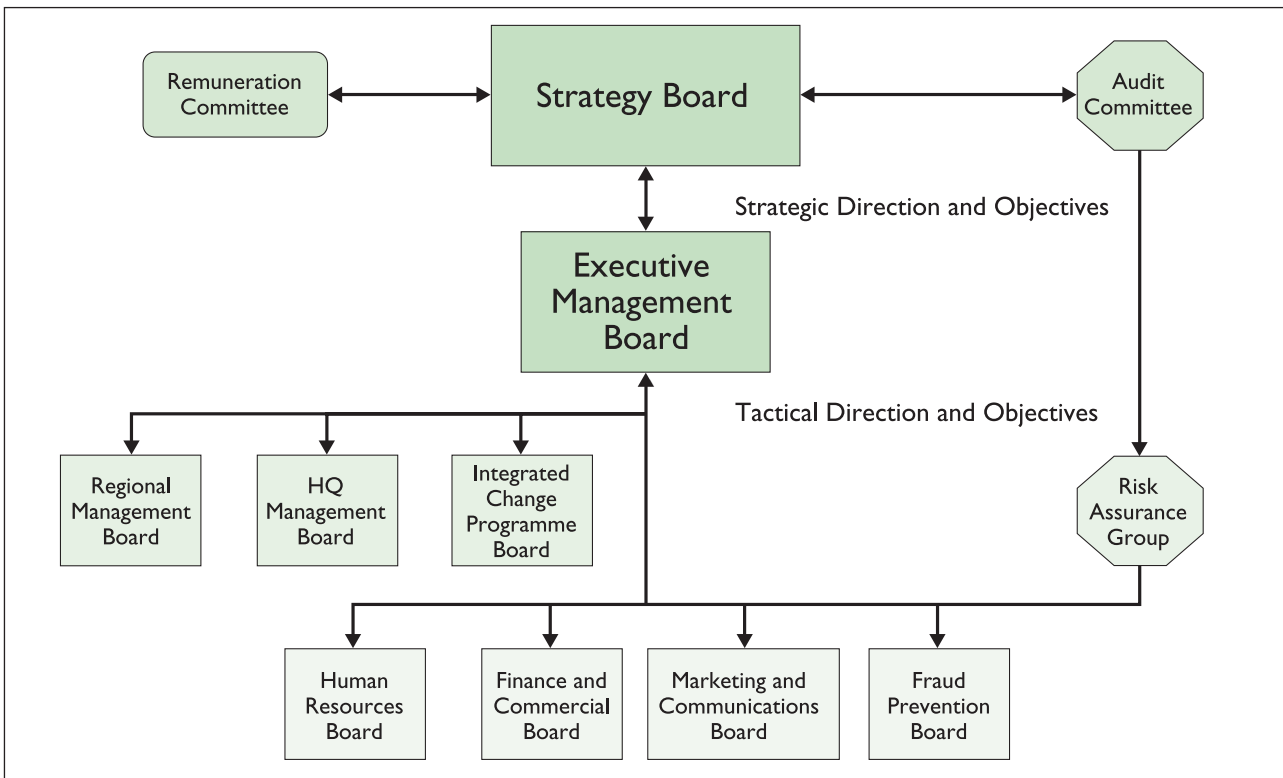 Remuneration
Committee
Strategy Board
Audit
Committee
Strategic Direction and Objectives
Executive
Management
Board
Tactical Direction and Objectives
Regional
Management
Board
HQ
Management
Board
Integrated
Change
Programme
Board
Risk
Assurance
Group
Human
Resources
Board
Finance and
Commercial
Board
Marketing and
Communications
Board
Fraud
Prevention
Board